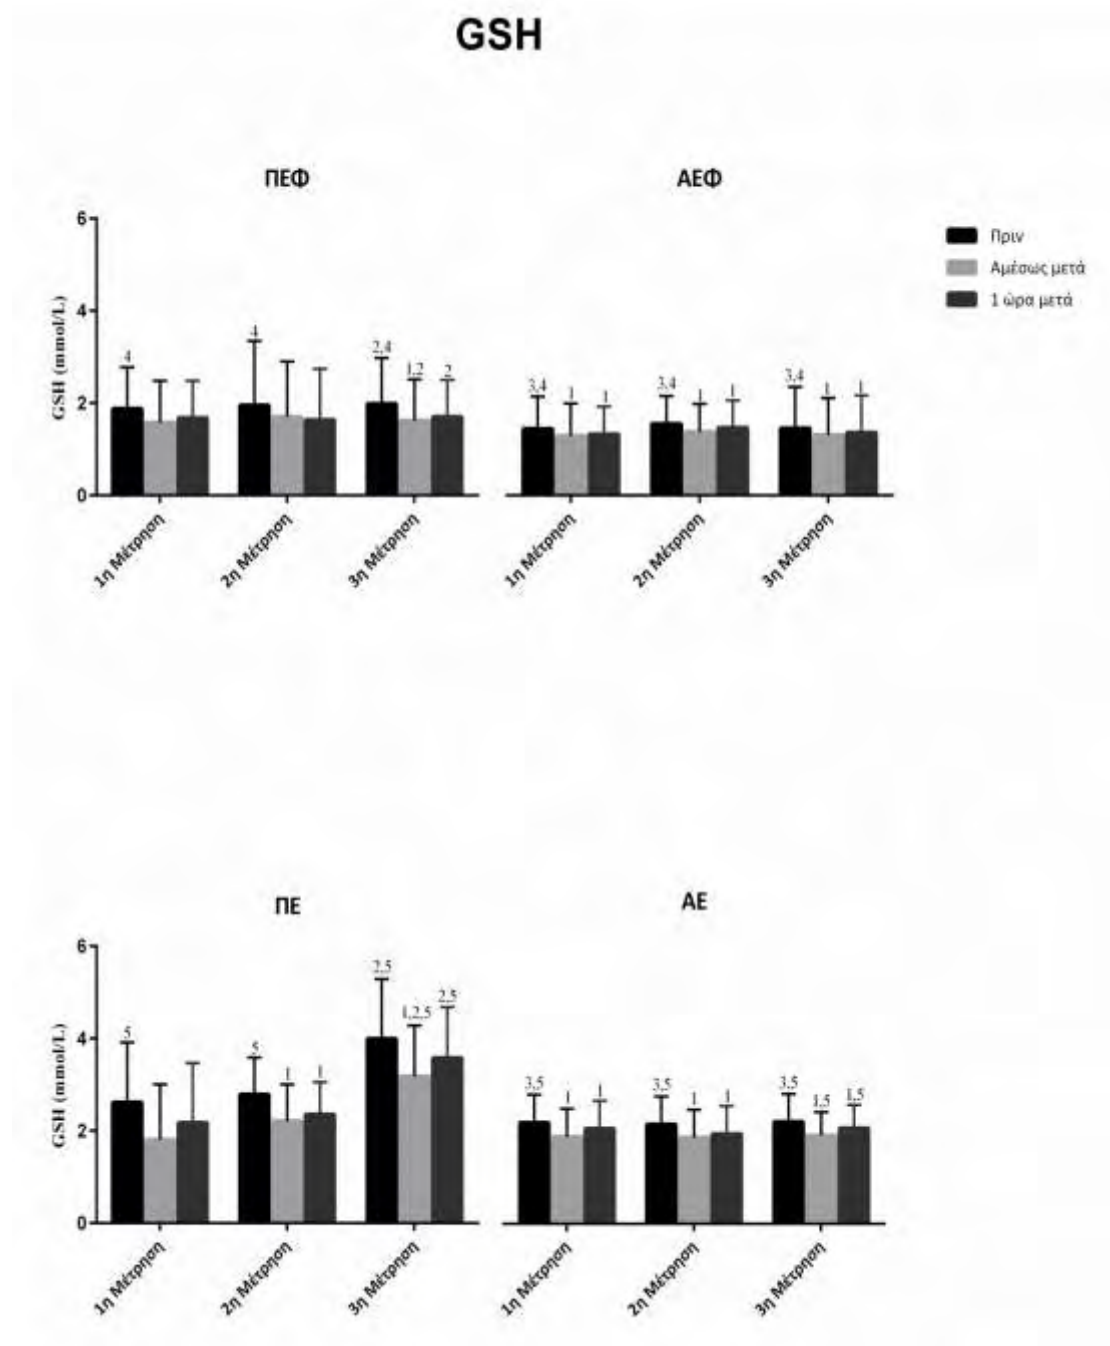 GSH
ΠΕΦ
ΑΕΦ
Πριν
Αμέσως μετά
1 ώρα μετά
GSH (mmol/L)
6
4
2
0
4
4
2,4
1,2
2
3,4
1
1
3,4
1
1
3,4
1
1
1η Μέτρηση
2η Μέτρηση
3η Μέτρηση
1η Μέτρηση
2η Μέτρηση
3η Μέτρηση
ΠΕ
ΑΕ
GSH (mmol/L)
6
4
2
0
5
5
1
1
2,5
1,2,5
2,5
3,5
1
1
3,5
1
1
3,5
1,5
1,5
1η Μέτρηση
2η Μέτρηση
3η Μέτρηση
1η Μέτρηση
2η Μέτρηση
3η Μέτρηση